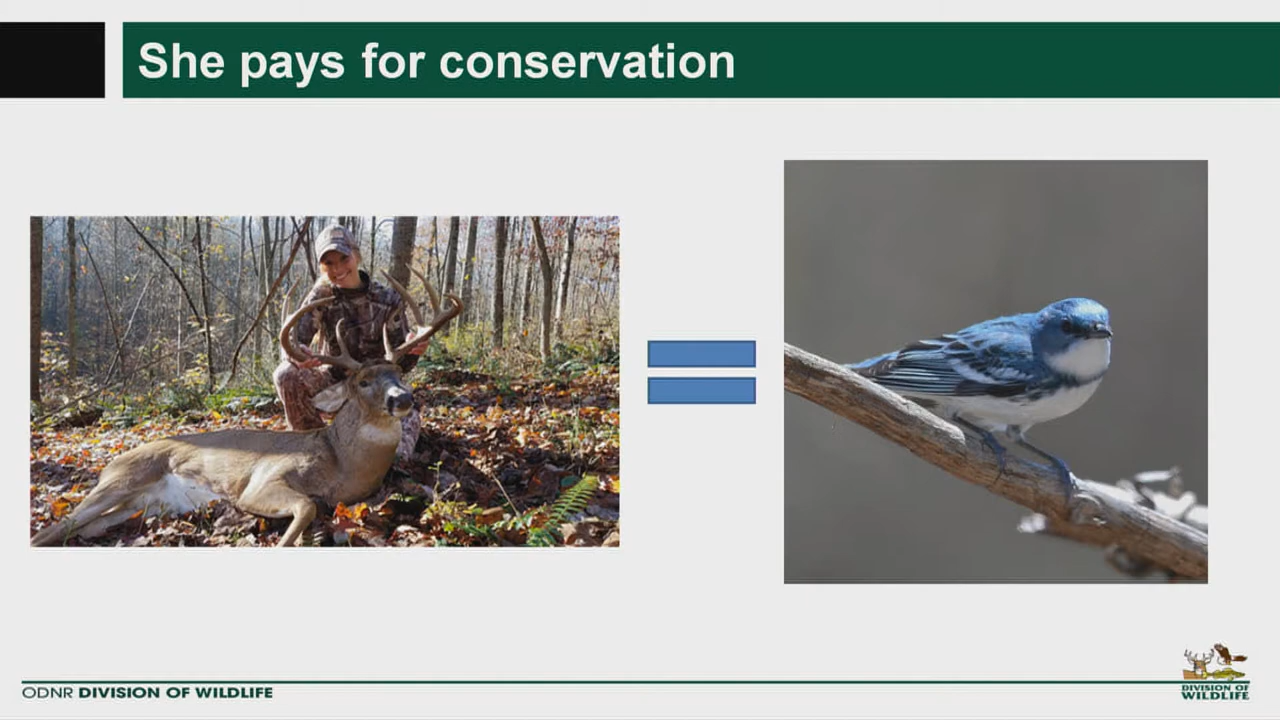 She pays for conservation
ODNR DIVISION OF WILDLIFE
DIVISION OF
WILDLIFE